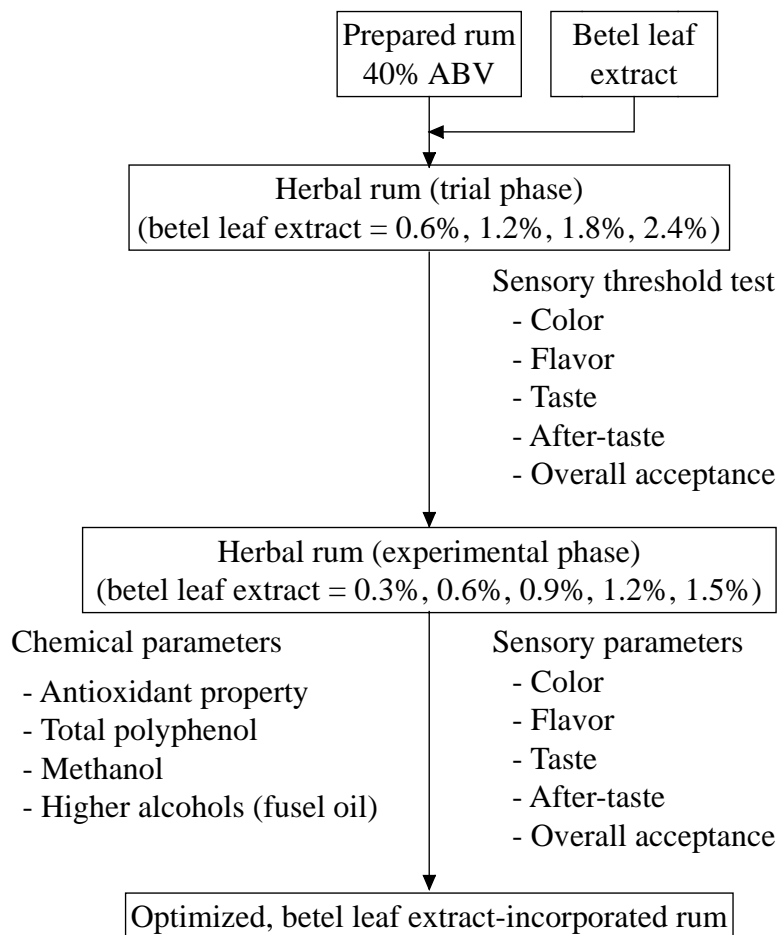 Prepared rum
40% ABV
Betel leaf
extract
Herbal rum (trial phase)
(betel leaf extract = 0.6%, 1.2%, 1.8%, 2.4%)
Sensory threshold test
- Color
- Flavor
- Taste
- After-taste
- Overall acceptance
Herbal rum (experimental phase)
(betel leaf extract = 0.3%, 0.6%, 0.9%, 1.2%, 1.5%)
Chemical parameters
- Antioxidant property
- Total polyphenol
- Methanol
- Higher alcohols (fusel oil)
Sensory parameters
- Color
- Flavor
- Taste
- After-taste
- Overall acceptance
Optimized, betel leaf extract-incorporated rum